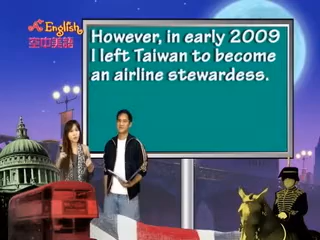 English
空中美語
However, in early 2009
I left Taiwan to become
an airline stewardess.